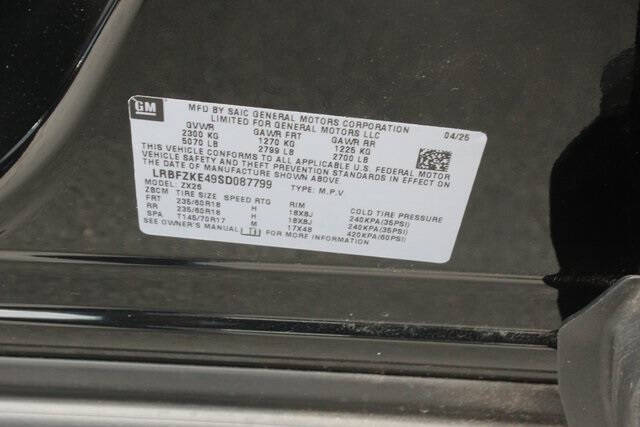 GM
MFD BY SAIC GENERAL MOTORS CORPORATION
LIMITED FOR GENERAL MOTORS LLC
04/25
GVWR GAWR FRT GAWR RR
2300 KG 1270 KG 1225 KG
5070 LB 2799 LB 2700 LB
THIS VEHICLE CONFORMS TO ALL APPLICABLE U.S. FEDERAL MOTOR
VEHICLE SAFETY AND THEFT PREVENTION STANDARDS IN EFFECT ON
THE DATE OF MANUFACTURE SHOWN ABOVE.
LRBFZKE49SD087799 TYPE: M.P.V
MODEL: ZX26
ZBCM TIRE SIZE SPEED RTG RIM COLD TIRE PRESSURE
FRT 235/60R18 H 18X8J 240KPA(35PSI)
RR 235/60R18 H 18X8J 240KPA(35PSI)
SPA T145/70R17 M 17X4B 420KPA(60PSI)
SEE OWNER'S MANUAL FOR MORE INFORMATION